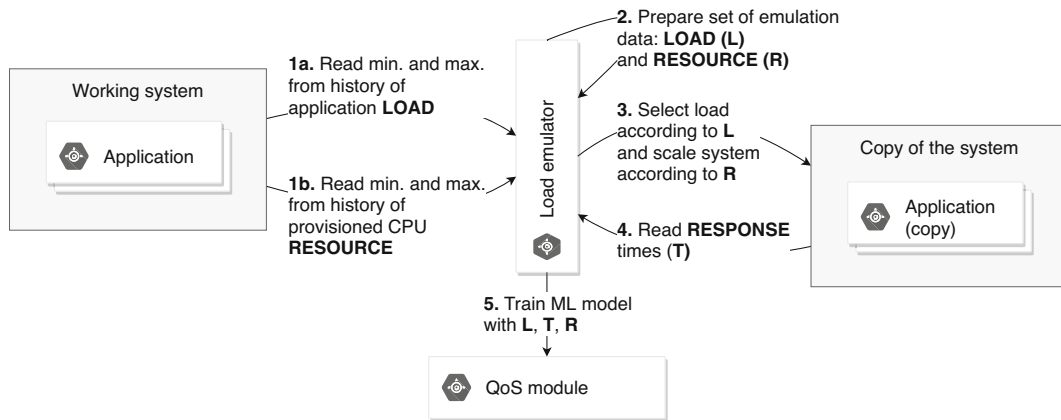 Working system
Application
1a. Read min. and max.
from history of
application LOAD
1b. Read min. and max.
from history of
provisioned CPU
RESOURCE
Load emulator
2. Prepare set of emulation
data: LOAD (L)
and RESOURCE (R)
3. Select load
according to L
and scale system
according to R
4. Read RESPONSE
times (T)
Copy of the system
Application
(copy)
5. Train ML model
with L, T, R
QoS module